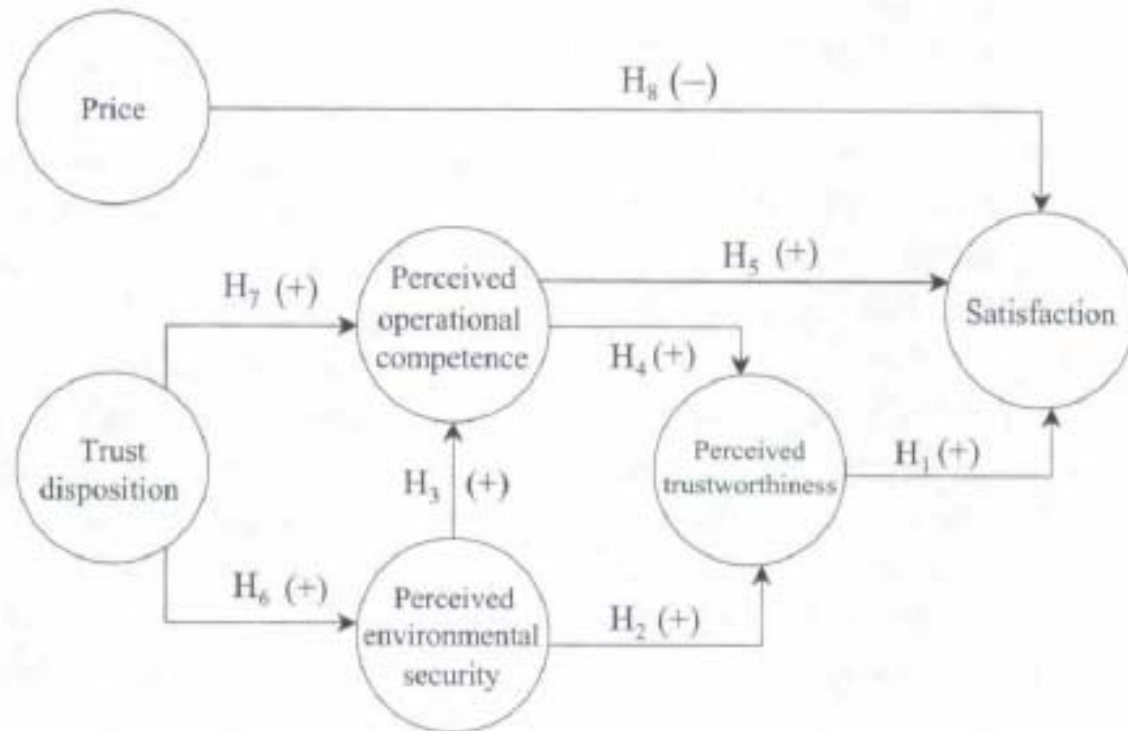 H₈ (–)
Price
Perceived
operational
competence
H₅ (+)
H₇ (+)
Satisfaction
H₄ (+)
Trust
disposition
Perceived
trustworthiness
H₁ (+)
H₃ (+)
H₆ (+)
Perceived
environmental
security
H₂ (+)